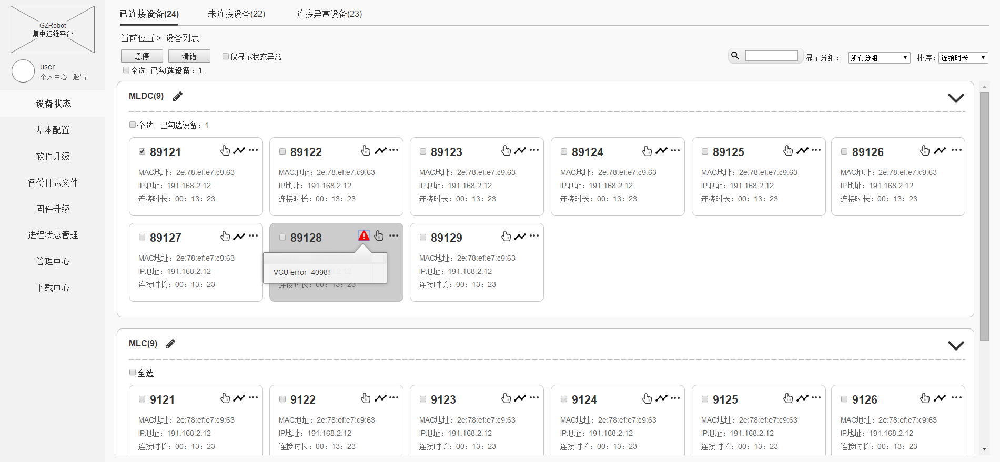 GZRobot
集中运维平台
user
个人中心 退出
设备状态
基本配置
软件升级
备份日志文件
固件升级
进程状态管理
管理中心
下载中心
已连接设备(24) 未连接设备(22) 连接异常设备(23)
当前位置 > 设备列表
急停 清错 仅显示状态异常
显示分组： 所有分组 排序： 连接时长
全选 已勾选设备：1
MLDC(9)
全选 已勾选设备：1
89121 89122 89123 89124 89125 89126
MAC地址：2e:78:ef:e7:c9:63 MAC地址：2e:78:ef:e7:c9:63 MAC地址：2e:78:ef:e7:c9:63 MAC地址：2e:78:ef:e7:c9:63 MAC地址：2e:78:ef:e7:c9:63 MAC地址：2e:78:ef:e7:c9:63
IP地址：191.168.2.12 IP地址：191.168.2.12 IP地址：191.168.2.12 IP地址：191.168.2.12 IP地址：191.168.2.12 IP地址：191.168.2.12
连接时长：00：13：23 连接时长：00：13：23 连接时长：00：13：23 连接时长：00：13：23 连接时长：00：13：23 连接时长：00：13：23
89127 89128 89129
MAC地址：2e:78:ef:e7:c9:63 MAC地址：2e:78:ef:e7:c9:63
IP地址：191.168.2.12 VCU error 4098! IP地址：191.168.2.12
连接时长：00：13：23 连接时长：00：13：23 连接时长：00：13：23
MLC(9)
全选
9121 9122 9123 9124 9125 9126
MAC地址：2e:78:ef:e7:c9:63 MAC地址：2e:78:ef:e7:c9:63 MAC地址：2e:78:ef:e7:c9:63 MAC地址：2e:78:ef:e7:c9:63 MAC地址：2e:78:ef:e7:c9:63 MAC地址：2e:78:ef:e7:c9:63
IP地址：191.168.2.12 IP地址：191.168.2.12 IP地址：191.168.2.12 IP地址：191.168.2.12 IP地址：191.168.2.12 IP地址：191.168.2.12
连接时长：00：13：23 连接时长：00：13：23 连接时长：00：13：23 连接时长：00：13：23 连接时长：00：13：23 连接时长：00：13：23